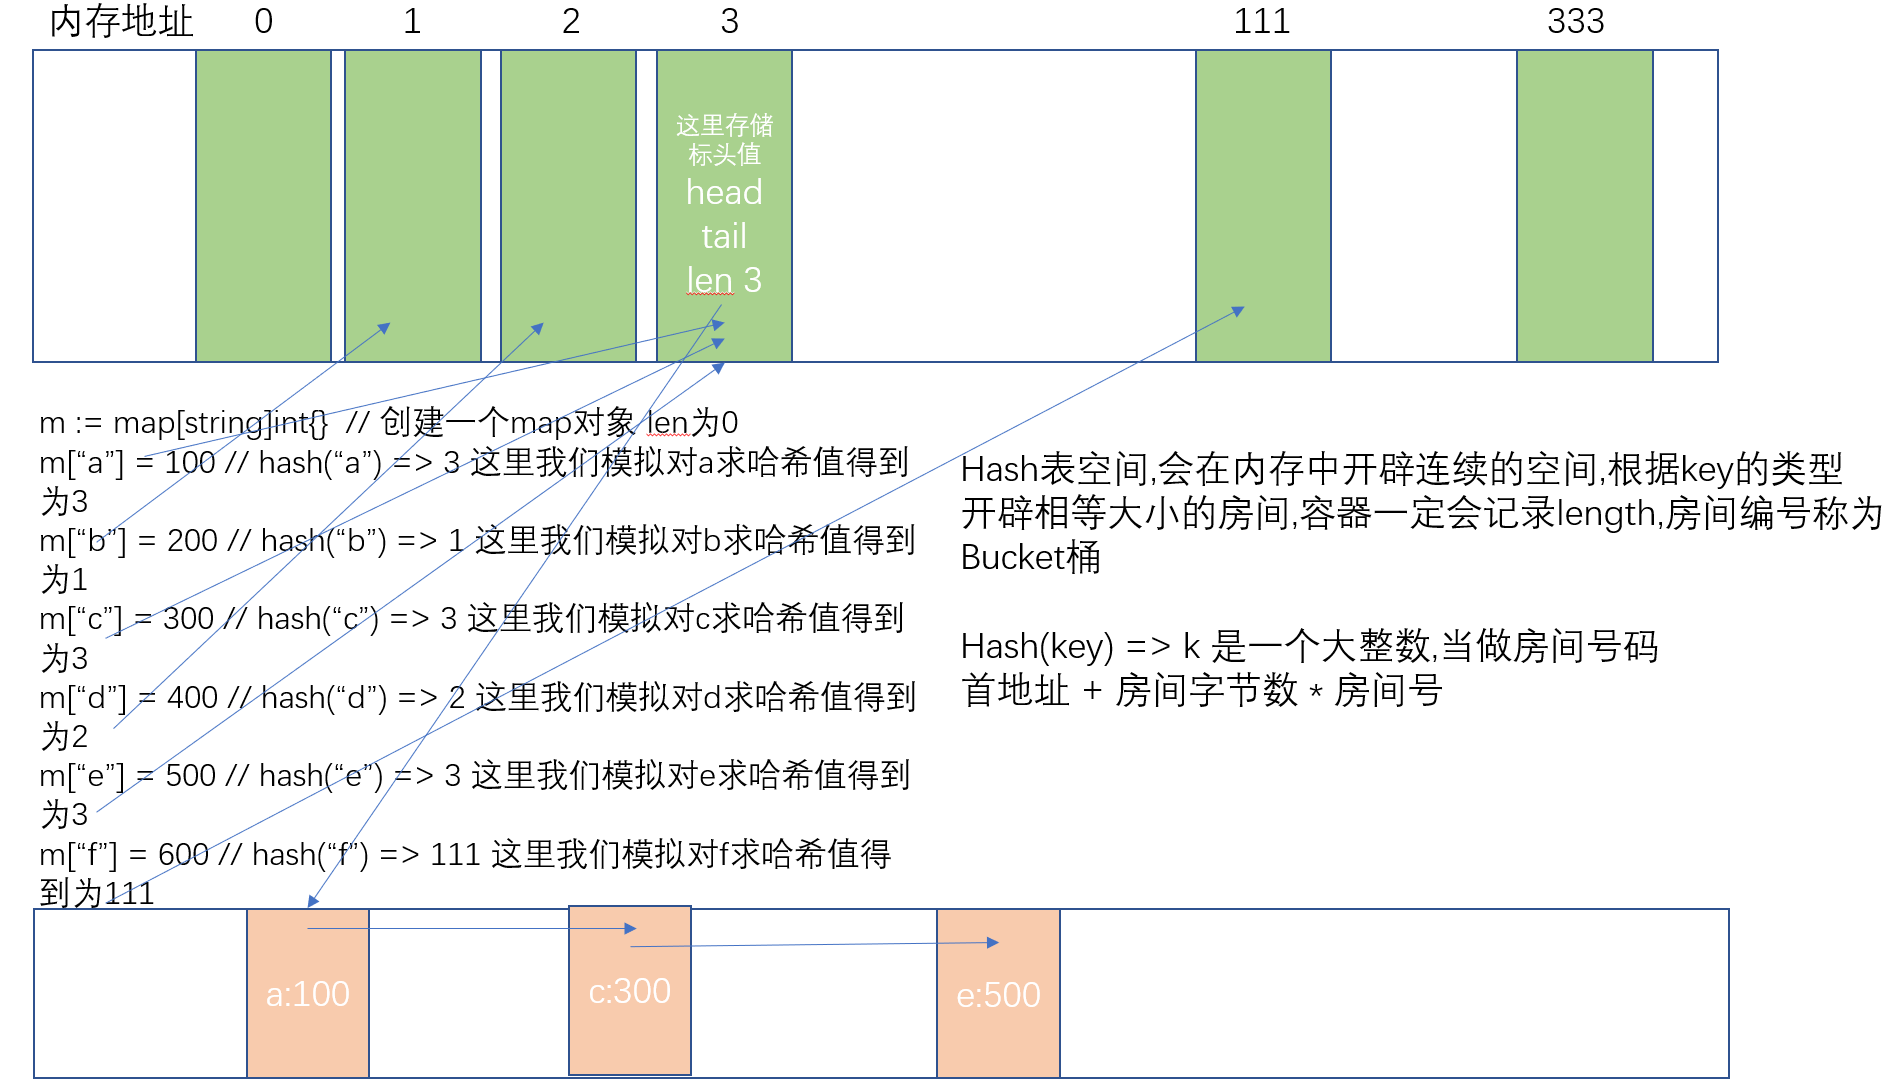 内存地址 0 1 2 3 111 333
这里存储
标头值
head
tail
len 3
m := map[string]int{} // 创建一个map对象 len为0
m[“a”] = 100 // hash(“a”) => 3 这里我们模拟对a求哈希值得到
为3
m[“b”] = 200 // hash(“b”) => 1 这里我们模拟对b求哈希值得到
为1
m[“c”] = 300 // hash(“c”) => 3 这里我们模拟对c求哈希值得到
为3
m[“d”] = 400 // hash(“d”) => 2 这里我们模拟对d求哈希值得到
为2
m[“e”] = 500 // hash(“e”) => 3 这里我们模拟对e求哈希值得到
为3
m[“f”] = 600 // hash(“f”) => 111 这里我们模拟对f求哈希值得
到为111
Hash表空间,会在内存中开辟连续的空间,根据key的类型
开辟相等大小的房间,容器一定会记录length,房间编号称为
Bucket桶
Hash(key) => k 是一个大整数,当做房间号码
首地址 + 房间字节数 * 房间号
a:100
c:300
e:500